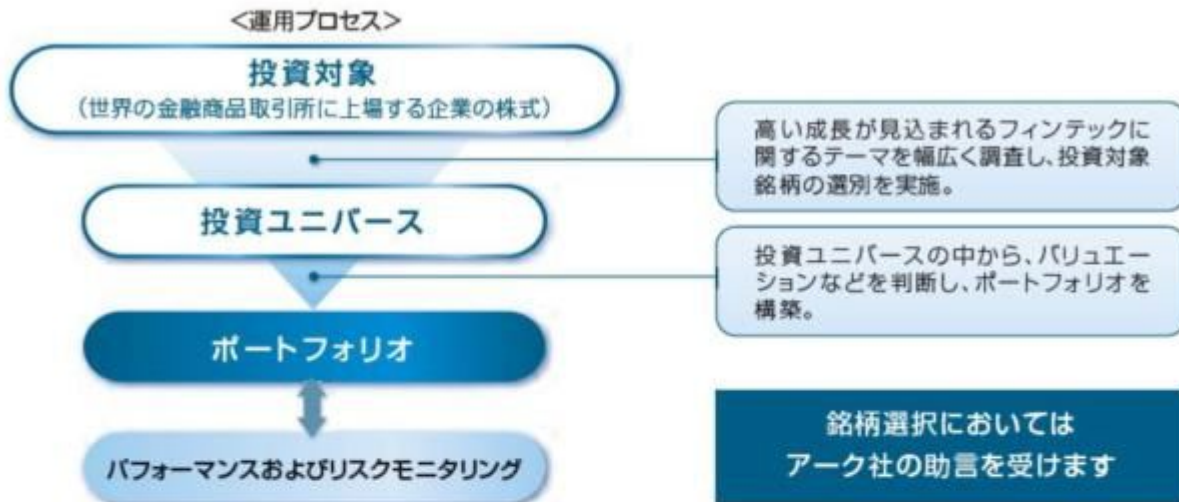 ＜運用プロセス＞
投資対象
（世界の金融商品取引所に上場する企業の株式）
高い成長が見込まれるフィンテックに
関するテーマを幅広く調査し、投資対象
銘柄の選別を実施。
投資ユニバース
投資ユニバースの中から、バリュエー
ションなどを判断し、ポートフォリオを
構築。
ポートフォリオ
パフォーマンスおよびリスクモニタリング
銘柄選択においては
アーク社の助言を受けます